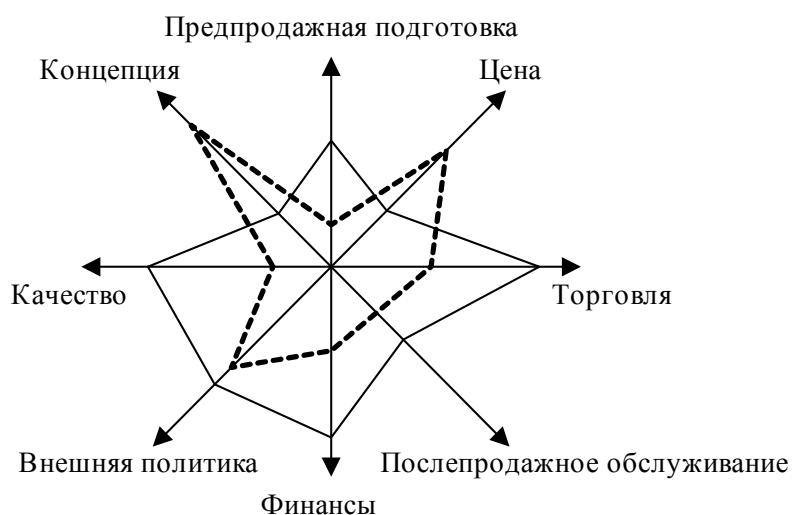 Предпродажная подготовка
Концепция
Цена
Качество
Торговля
Внешняя политика
Послепродажное обслуживание
Финансы